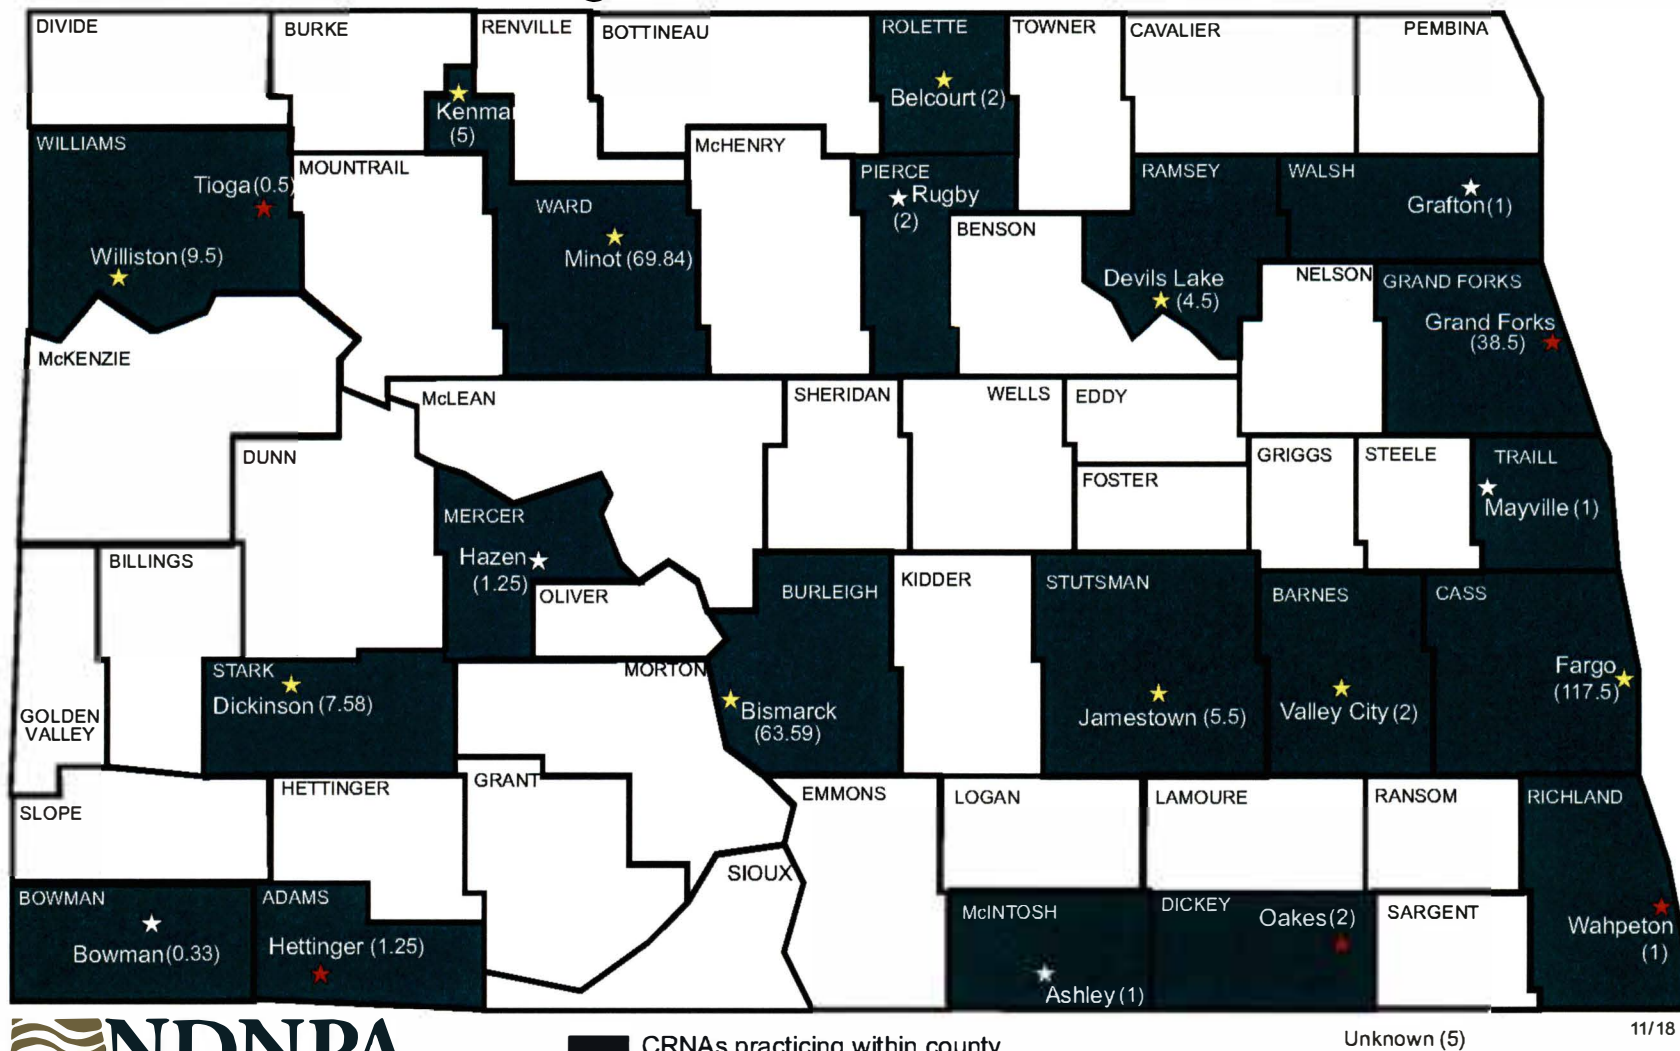 DIVIDE
BURKE
RENVILLE
BOTTINEAU
ROLETTE
TOWNER
CAVALIER
PEMBINA
Belcourt (2)
Kenmar
(5)
WILLIAMS
Tioga (0.5)
Williston (9.5)
MOUNTRAIL
WARD
Minot (69.84)
McHENRY
PIERCE
Rugby
(2)
BENSON
RAMSEY
Devils Lake
(4.5)
WALSH
Grafton (1)
NELSON
GRAND FORKS
Grand Forks
(38.5)
McKENZIE
DUNN
McLEAN
SHERIDAN
WELLS
EDDY
FOSTER
GRIGGS
STEELE
TRAILL
Mayville (1)
MERCER
Hazen
(1.25)
OLIVER
BILLINGS
GOLDEN
VALLEY
STARK
Dickinson (7.58)
MORTON
BURLEIGH
Bismarck
(63.59)
KIDDER
STUTSMAN
Jamestown (5.5)
BARNES
Valley City (2)
CASS
Fargo
(117.5)
SLOPE
HETTINGER
GRANT
SIOUX
EMMONS
LOGAN
LAMOURE
RANSOM
RICHLAND
Wahpeton
(1)
BOWMAN
Bowman (0.33)
ADAMS
Hettinger (1.25)
McINTOSH
Ashley (1)
DICKEY
Oakes (2)
SARGENT
NDNPA
CRNAs practicing within county
Unknown (5)
11/18